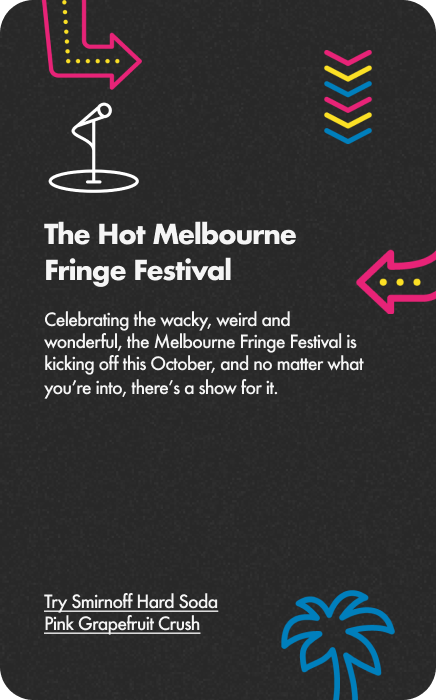 The Hot Melbourne
Fringe Festival
Celebrating the wacky, weird and
wonderful, the Melbourne Fringe Festival is
kicking off this October, and no matter what
you’re into, there’s a show for it.
Try Smirnoff Hard Soda
Pink Grapefruit Crush